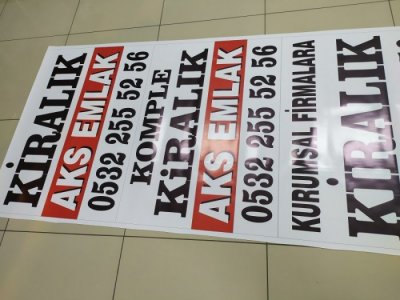 KİRALIK
AKS EMLAK
0532 255 52 56
KOMPLE
KİRALIK
AKS EMLAK
0532 255 52 56
KURUMSAL FİRMALARA
KİRALIK